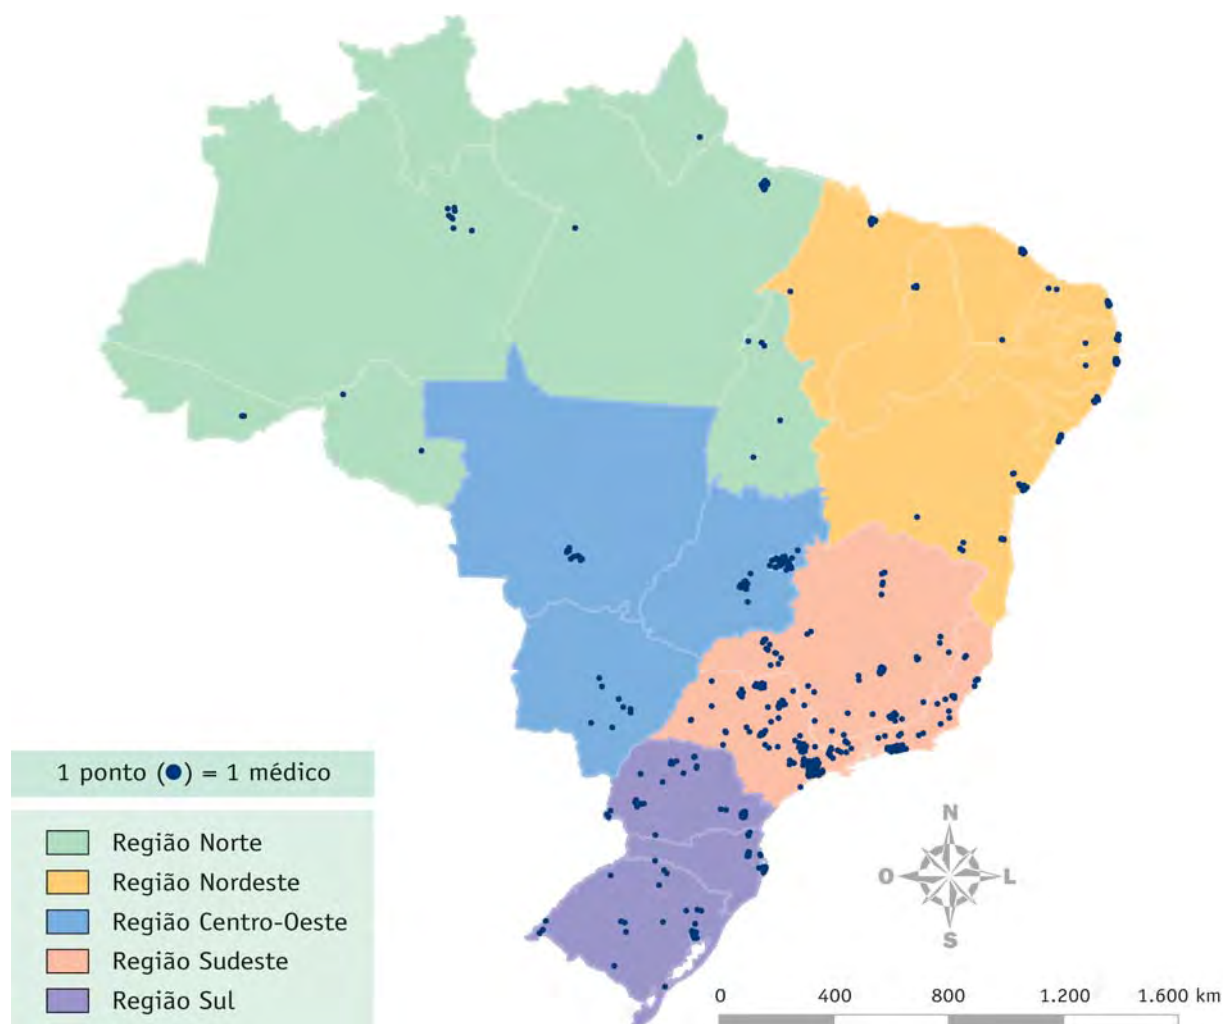 1 ponto (●) = 1 médico
Região Norte
Região Nordeste
Região Centro-Oeste
Região Sudeste
Região Sul
N
O L
S
0 400 800 1.200 1.600 km